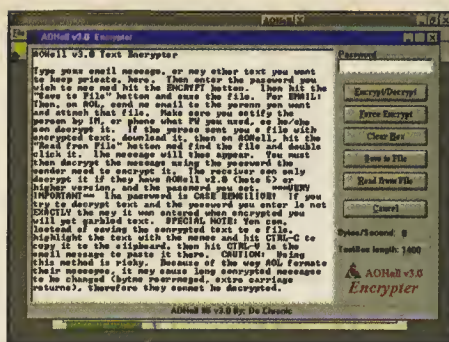 AOHell X
File
AOHell v3.0 Encrypter
AOHell v3.0 Text Encrypter
Password
Type your email message, or any other text you want
to keep private, here. Then enter the password you
wish to use and hit the ENCRYPT button. Then hit the
"Save to File" button and save the file. For EMAIL:
Then, on AOL, send me email to the person you want
and attach that file. Make sure you notify the
person by IM, or phone what PW you used, so he/she
can decrypt it. If the person sent you a file with
encrypted text, download it, then on AOHell, hit the
"Read from File" button and find the file and double
click it. The message will then appear. You must
then decrypt the message using the password the
sender used to encrypt it. The receiver can only
decrypt it if they have AOHell v3.0 (beta 5) or
higher version, and the password you set. ***VERY
IMPORTANT*** The password is CASE SENSITIVE! If you
try to decrypt text and the password you enter is not
EXACTLY the way it was entered when encrypted you
will get garbled text. SPECIAL NOTE: You can,
instead of saving the encrypted text to a file,
highlight the text with the mouse and hit CTRL-C to
copy it to the clipboard, then hit CTRL-V in the
email message to paste it there. CAUTION: Using
this method is risky. Because of the way AOL formats
their messages, it may cause long encrypted messages
to be changed (bytes rearranged, extra carriage
returns), therefore they cannot be decrypted.
Encrypt/Decrypt
Force Encrypt
Clear Box
Save to File
Read from File
Cancel
Bytes/Second: 0
TextBox length: 1400
AOHell v3.0
Encrypter
AOHell 95 v3.0 By: Da Chronic